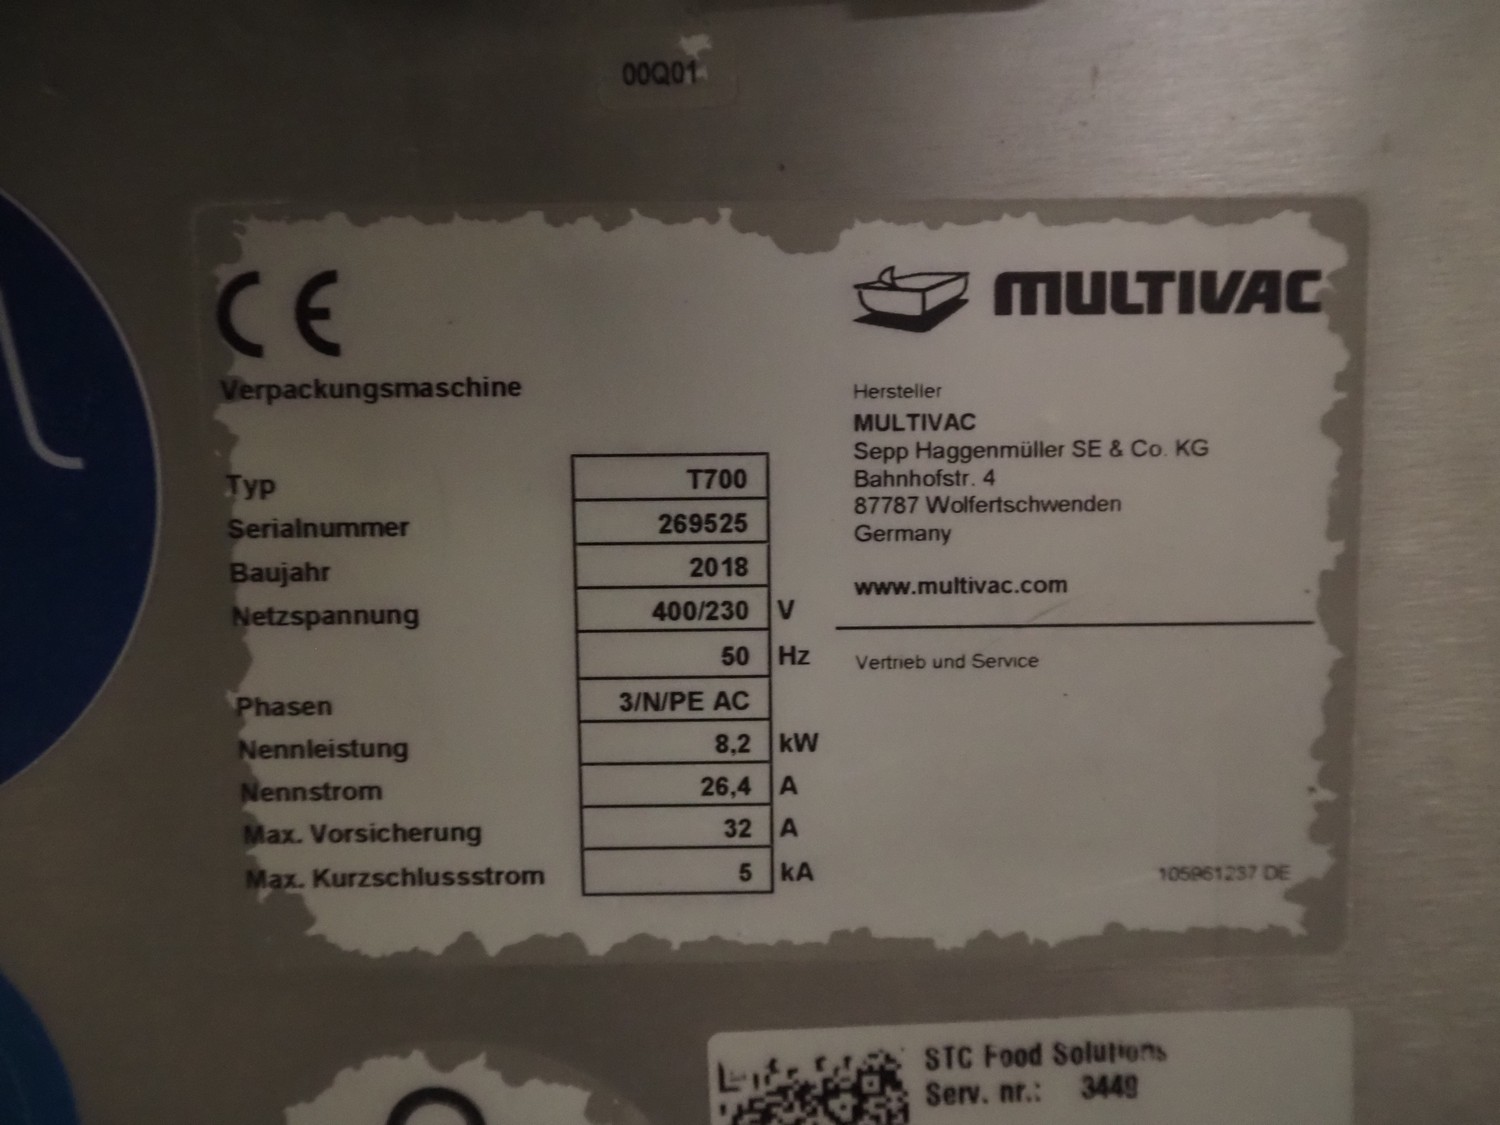 00Q01
CE
MULTIVAC
Verpackungsmaschine
Typ T700
Serialnummer 269525
Baujahr 2018
Netzspannung 400/230 V
50 Hz
Phasen 3/N/PE AC
Nennleistung 8,2 kW
Nennstrom 26,4 A
Max. Vorsicherung 32 A
Max. Kurzschlussstrom 5 kA
Hersteller
MULTIVAC
Sepp Haggenmüller SE & Co. KG
Bahnhofstr. 4
87787 Wolfertschwenden
Germany
www.multivac.com
Vertrieb und Service
105961237 DE
STC Food Solutions
Serv. nr.: 3449